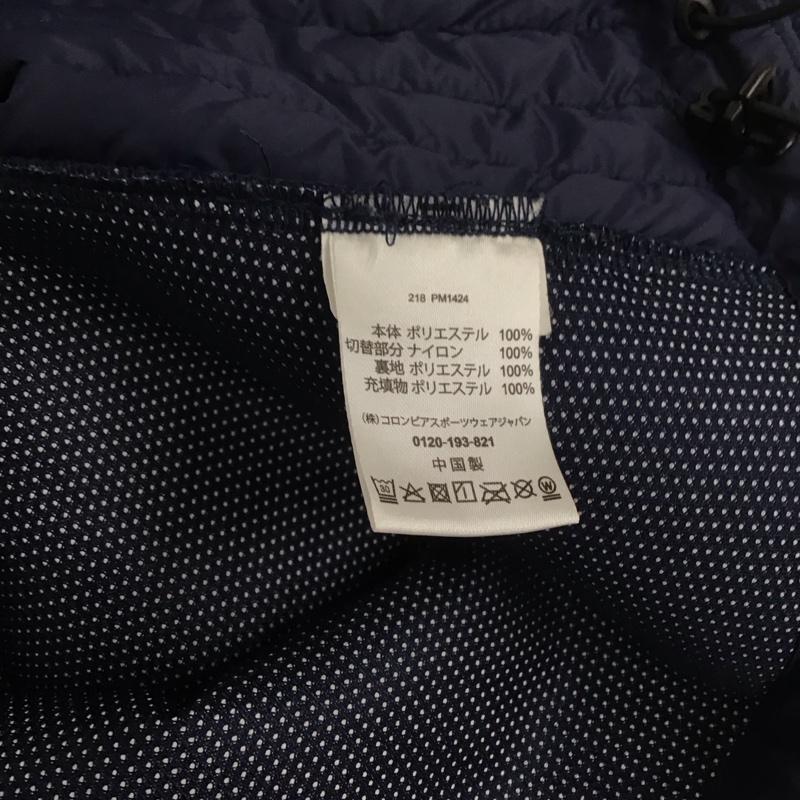 218 PM1424
本体 ポリエステル 100%
切替部分 ナイロン 100%
裏地 ポリエステル 100%
充填物 ポリエステル 100%
(株)コロンビアスポーツウェアジャパン
0120-193-821
中国製
30
W